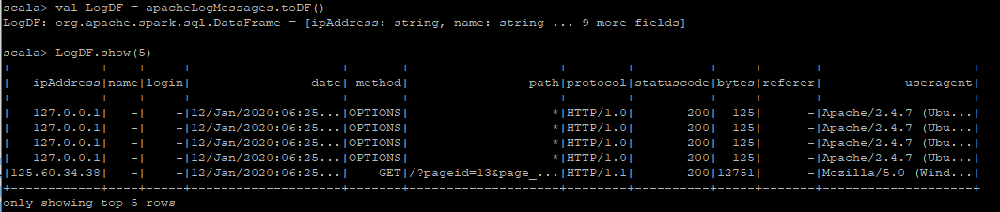 scala> val LogDF = apacheLogMessages.toDF()
LogDF: org.apache.spark.sql.DataFrame = [ipAddress: string, name: string ... 9 more fields]
scala> LogDF.show(5)
+------------+----+-----+--------------------+-------+--------------------+--------+----------+-----+-------+--------------------+
|   ipAddress|name|login|                date| method|                path|protocol|statuscode|bytes|referer|           useragent|
+------------+----+-----+--------------------+-------+--------------------+--------+----------+-----+-------+--------------------+
|   127.0.0.1|   -|    -|12/Jan/2020:06:25...|OPTIONS|                   *|HTTP/1.0|       200|  125|      -|Apache/2.4.7 (Ubu...|
|   127.0.0.1|   -|    -|12/Jan/2020:06:25...|OPTIONS|                   *|HTTP/1.0|       200|  125|      -|Apache/2.4.7 (Ubu...|
|   127.0.0.1|   -|    -|12/Jan/2020:06:25...|OPTIONS|                   *|HTTP/1.0|       200|  125|      -|Apache/2.4.7 (Ubu...|
|   127.0.0.1|   -|    -|12/Jan/2020:06:25...|OPTIONS|                   *|HTTP/1.0|       200|  125|      -|Apache/2.4.7 (Ubu...|
|125.60.34.38|   -|    -|12/Jan/2020:06:25...|    GET|/?pageid=13&page_...|HTTP/1.1|       200|12751|      -|Mozilla/5.0 (Wind...|
+------------+----+-----+--------------------+-------+--------------------+--------+----------+-----+-------+--------------------+
only showing top 5 rows